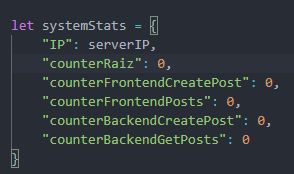 let systemStats = {
    "IP": serverIP,
    "counterRaiz": 0,
    "counterFrontendCreatePost": 0,
    "counterFrontendPosts": 0,
    "counterBackendCreatePost": 0,
    "counterBackendGetPosts": 0
}